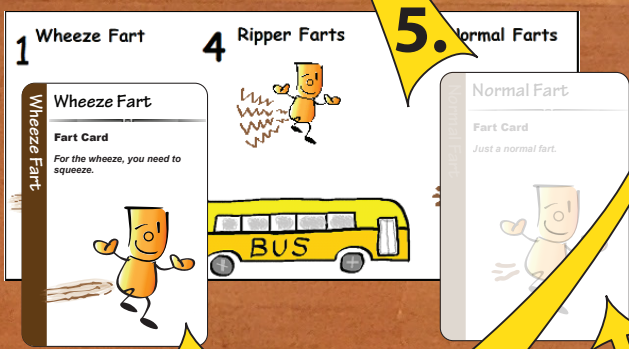 1 Wheeze Fart
4 Ripper Farts
5.
Normal Farts
Wheeze Fart
Wheeze Fart
Fart Card
For the wheeze, you need to
squeeze.
BUS
Normal Fart
Normal Fart
Fart Card
Just a normal fart.